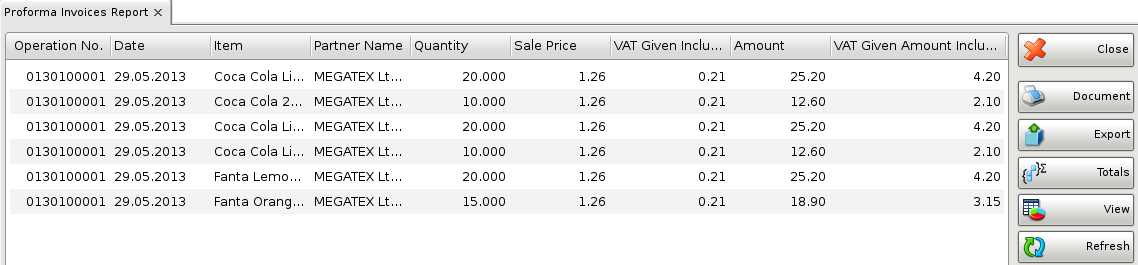 Proforma Invoices Report ×
Operation No. Date Item Partner Name Quantity Sale Price VAT Given Inclu... Amount VAT Given Amount Inclu...
0130100001 29.05.2013 Coca Cola Li... MEGATEX Lt... 20.000 1.26 0.21 25.20 4.20
0130100001 29.05.2013 Coca Cola 2... MEGATEX Lt... 10.000 1.26 0.21 12.60 2.10
0130100001 29.05.2013 Coca Cola Li... MEGATEX Lt... 20.000 1.26 0.21 25.20 4.20
0130100001 29.05.2013 Coca Cola Li... MEGATEX Lt... 10.000 1.26 0.21 12.60 2.10
0130100001 29.05.2013 Fanta Lemo... MEGATEX Lt... 20.000 1.26 0.21 25.20 4.20
0130100001 29.05.2013 Fanta Orang... MEGATEX Lt... 15.000 1.26 0.21 18.90 3.15
Close
Document
Export
Totals
View
Refresh